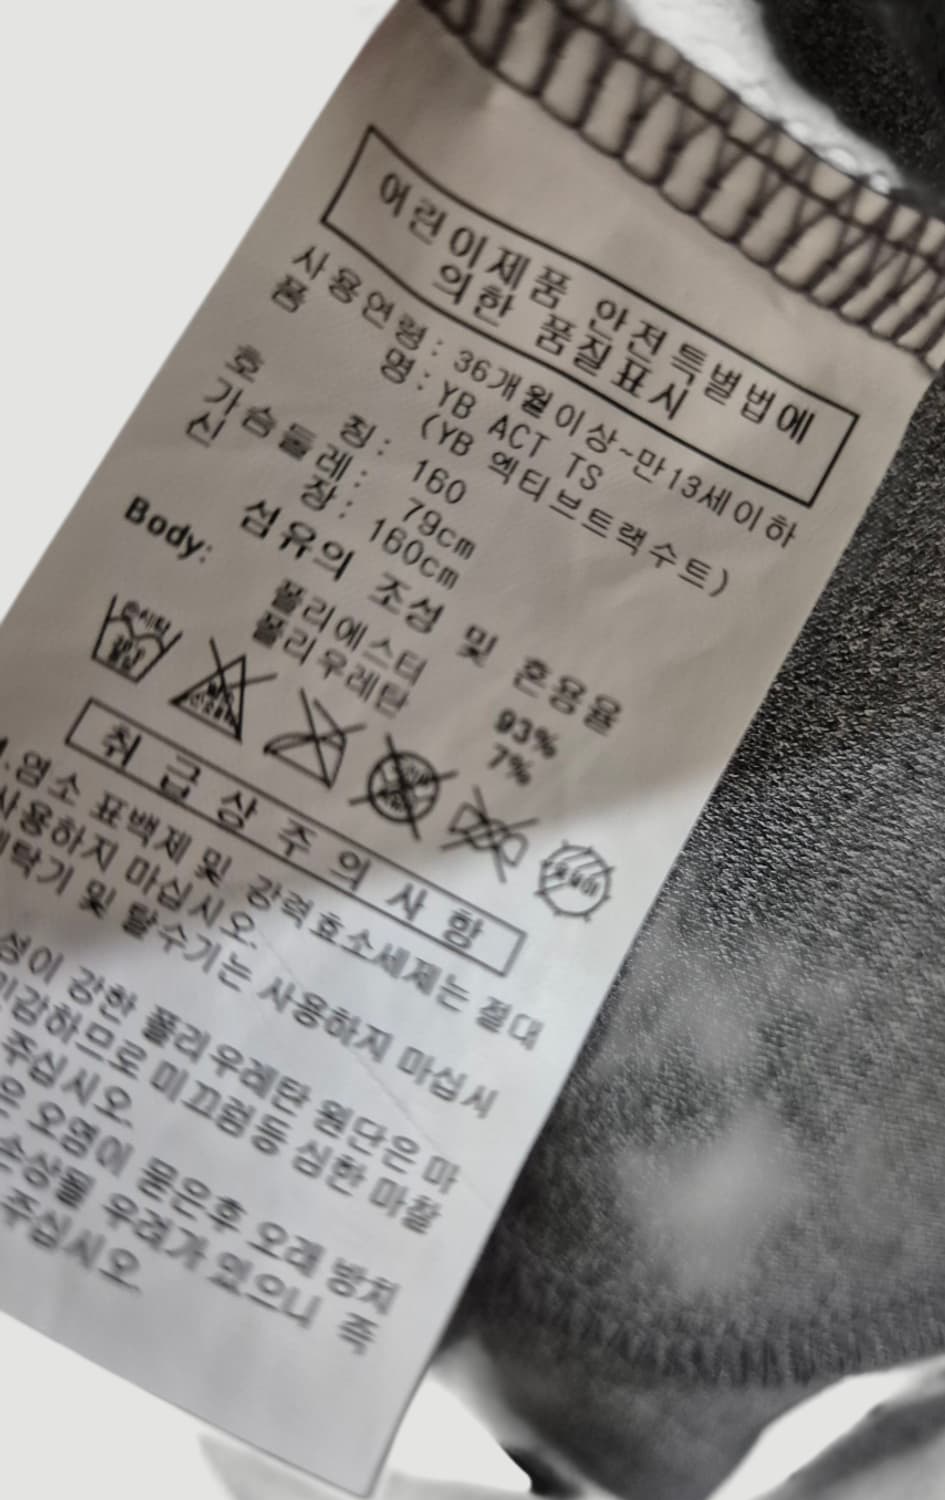 어린이제품 안전특별법에
의한 품질표시
사용연령: 36개월이상~만13세이하
품 명: YB ACT TS
(YB 엑티브트랙수트)
호 칭: 160
가슴둘레: 79cm
신 장: 160cm
섬유의 조성 및 혼용율
Body: 폴리에스터 93%
폴리우레탄 7%
취급상주의사항
1.염소 표백제 및 강력효소세제는 절대
사용하지 마십시오.
세탁기 및 탈수기는 사용하지 마십시
성이 강한 폴리우레탄 원단은 마
민감하므로 미끄럼등 심한 마찰
주십시오.
은 오염이 묻은후 오래 방치
손상될 우려가 있으니 즉
주십시오.